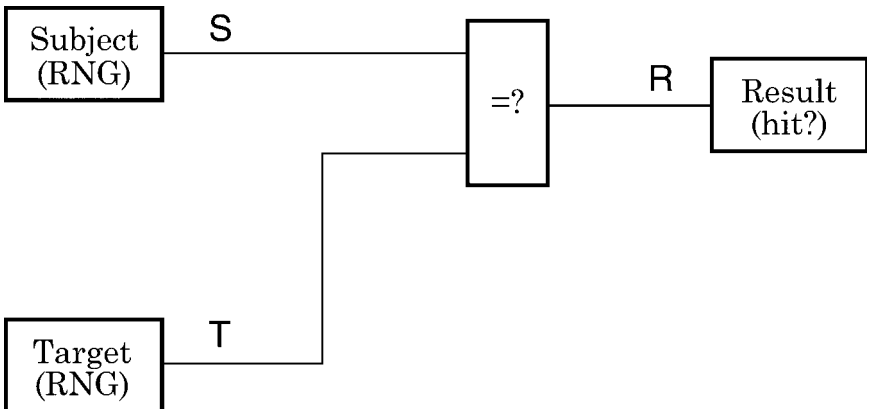 Subject
(RNG)
S
=?
R
Result
(hit?)
T
Target
(RNG)